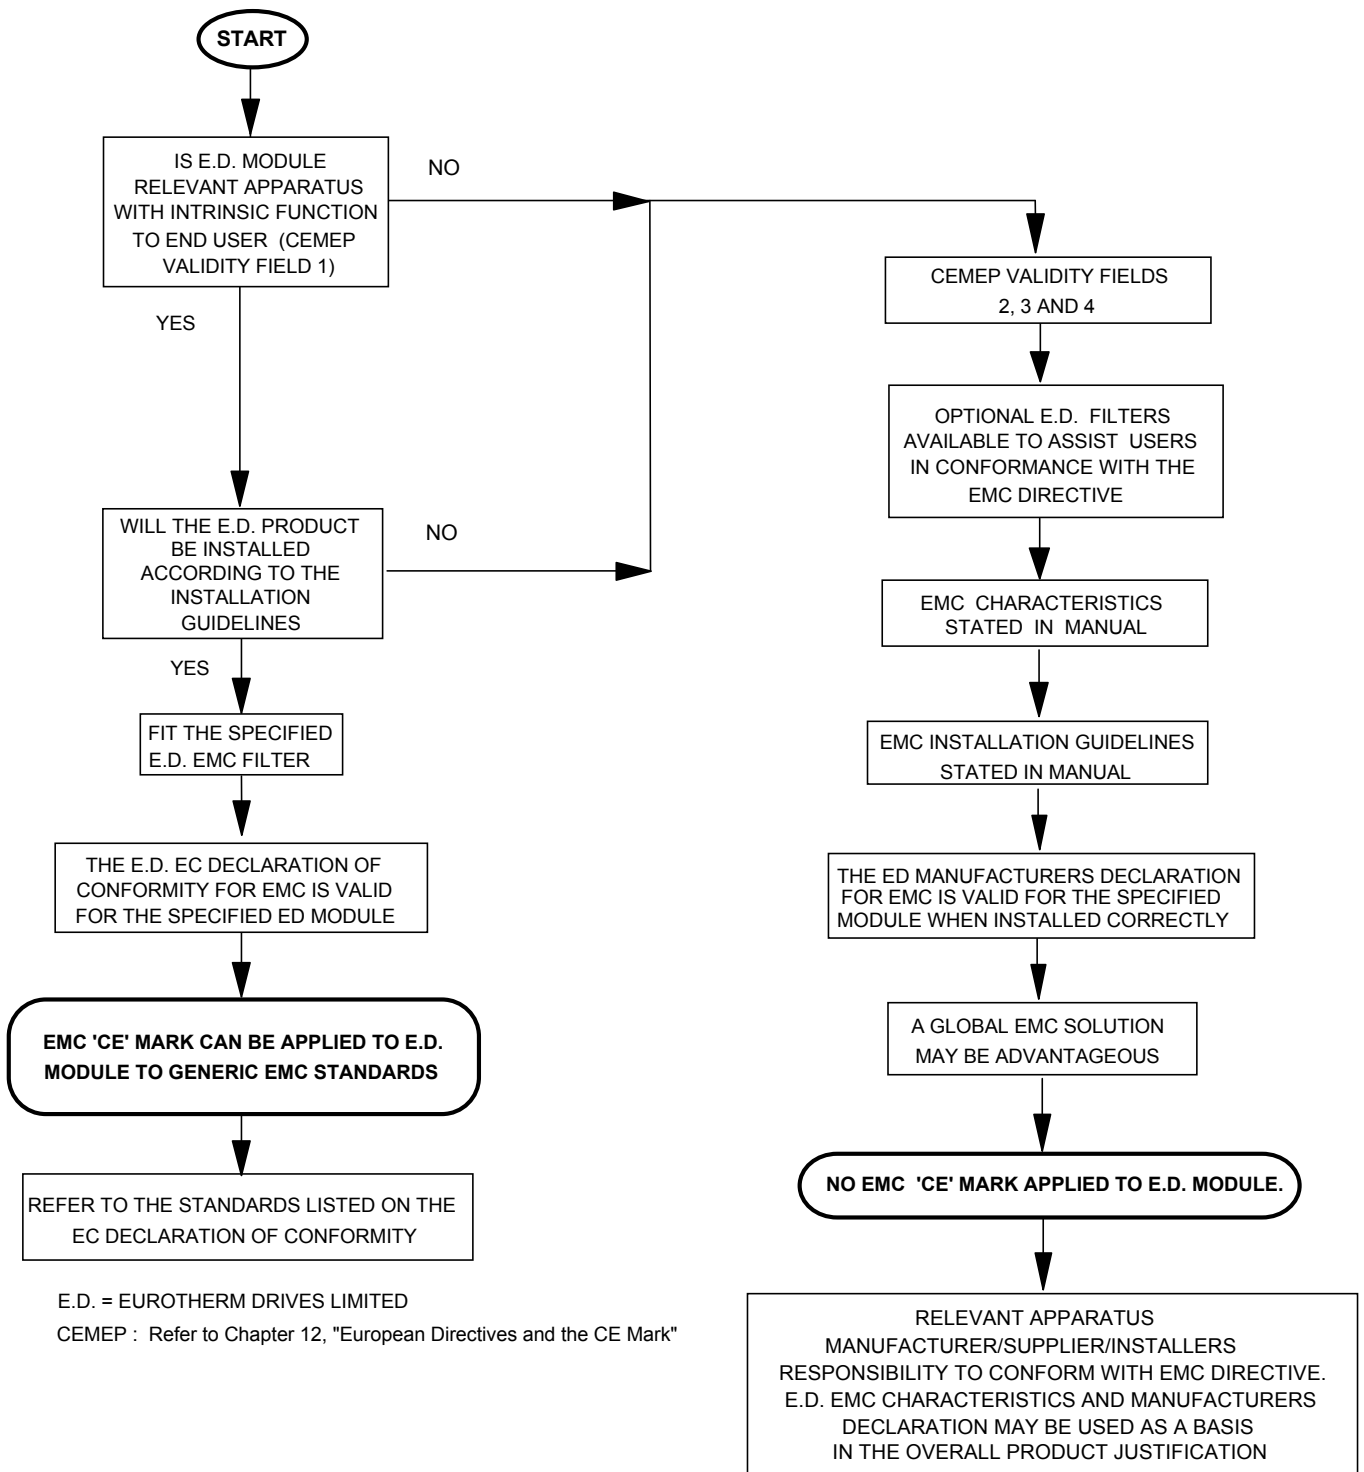 START
IS E.D. MODULE
RELEVANT APPARATUS
WITH INTRINSIC FUNCTION
TO END USER (CEMEP
VALIDITY FIELD 1)
NO
YES
WILL THE E.D. PRODUCT
BE INSTALLED
ACCORDING TO THE
INSTALLATION
GUIDELINES
NO
YES
FIT THE SPECIFIED
E.D. EMC FILTER
THE E.D. EC DECLARATION OF
CONFORMITY FOR EMC IS VALID
FOR THE SPECIFIED ED MODULE
EMC 'CE' MARK CAN BE APPLIED TO E.D.
MODULE TO GENERIC EMC STANDARDS
REFER TO THE STANDARDS LISTED ON THE
EC DECLARATION OF CONFORMITY
CEMEP VALIDITY FIELDS
2, 3 AND 4
OPTIONAL E.D. FILTERS
AVAILABLE TO ASSIST USERS
IN CONFORMANCE WITH THE
EMC DIRECTIVE
EMC CHARACTERISTICS
STATED IN MANUAL
EMC INSTALLATION GUIDELINES
STATED IN MANUAL
THE ED MANUFACTURERS DECLARATION
FOR EMC IS VALID FOR THE SPECIFIED
MODULE WHEN INSTALLED CORRECTLY
A GLOBAL EMC SOLUTION
MAY BE ADVANTAGEOUS
NO EMC 'CE' MARK APPLIED TO E.D. MODULE.
RELEVANT APPARATUS
MANUFACTURER/SUPPLIER/INSTALLERS
RESPONSIBILITY TO CONFORM WITH EMC DIRECTIVE.
E.D. EMC CHARACTERISTICS AND MANUFACTURERS
DECLARATION MAY BE USED AS A BASIS
IN THE OVERALL PRODUCT JUSTIFICATION
E.D. = EUROTHERM DRIVES LIMITED
CEMEP : Refer to Chapter 12, "European Directives and the CE Mark"